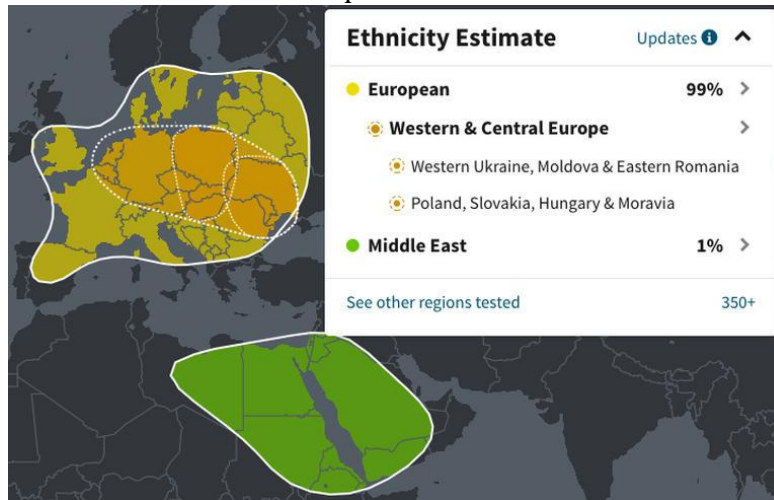 Ethnicity Estimate Updates
European 99%
Western & Central Europe
Western Ukraine, Moldova & Eastern Romania
Poland, Slovakia, Hungary & Moravia
Middle East 1%
See other regions tested 350+